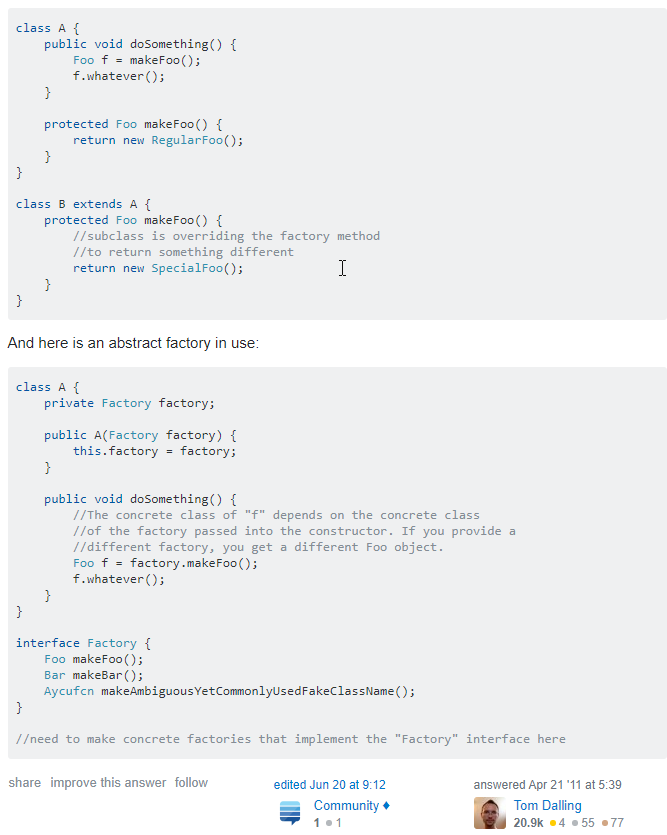 class A {
    public void doSomething() {
        Foo f = makeFoo();
        f.whatever();
    }

    protected Foo makeFoo() {
        return new RegularFoo();
    }
}

class B extends A {
    protected Foo makeFoo() {
        //subclass is overriding the factory method
        //to return something different
        return new SpecialFoo();
    }
}

And here is an abstract factory in use:

class A {
    private Factory factory;

    public A(Factory factory) {
        this.factory = factory;
    }

    public void doSomething() {
        //The concrete class of "f" depends on the concrete class
        //of the factory passed into the constructor. If you provide a
        //different factory, you get a different Foo object.
        Foo f = factory.makeFoo();
        f.whatever();
    }
}

interface Factory {
    Foo makeFoo();
    Bar makeBar();
    Aycufcn makeAmbiguousYetCommonlyUsedFakeClassName();
}

//need to make concrete factories that implement the "Factory" interface here

share improve this answer follow
edited Jun 20 at 9:12
Community ♦
1 ●1
answered Apr 21 '11 at 5:39
Tom Dalling
20.9k ●4 ●55 ●77